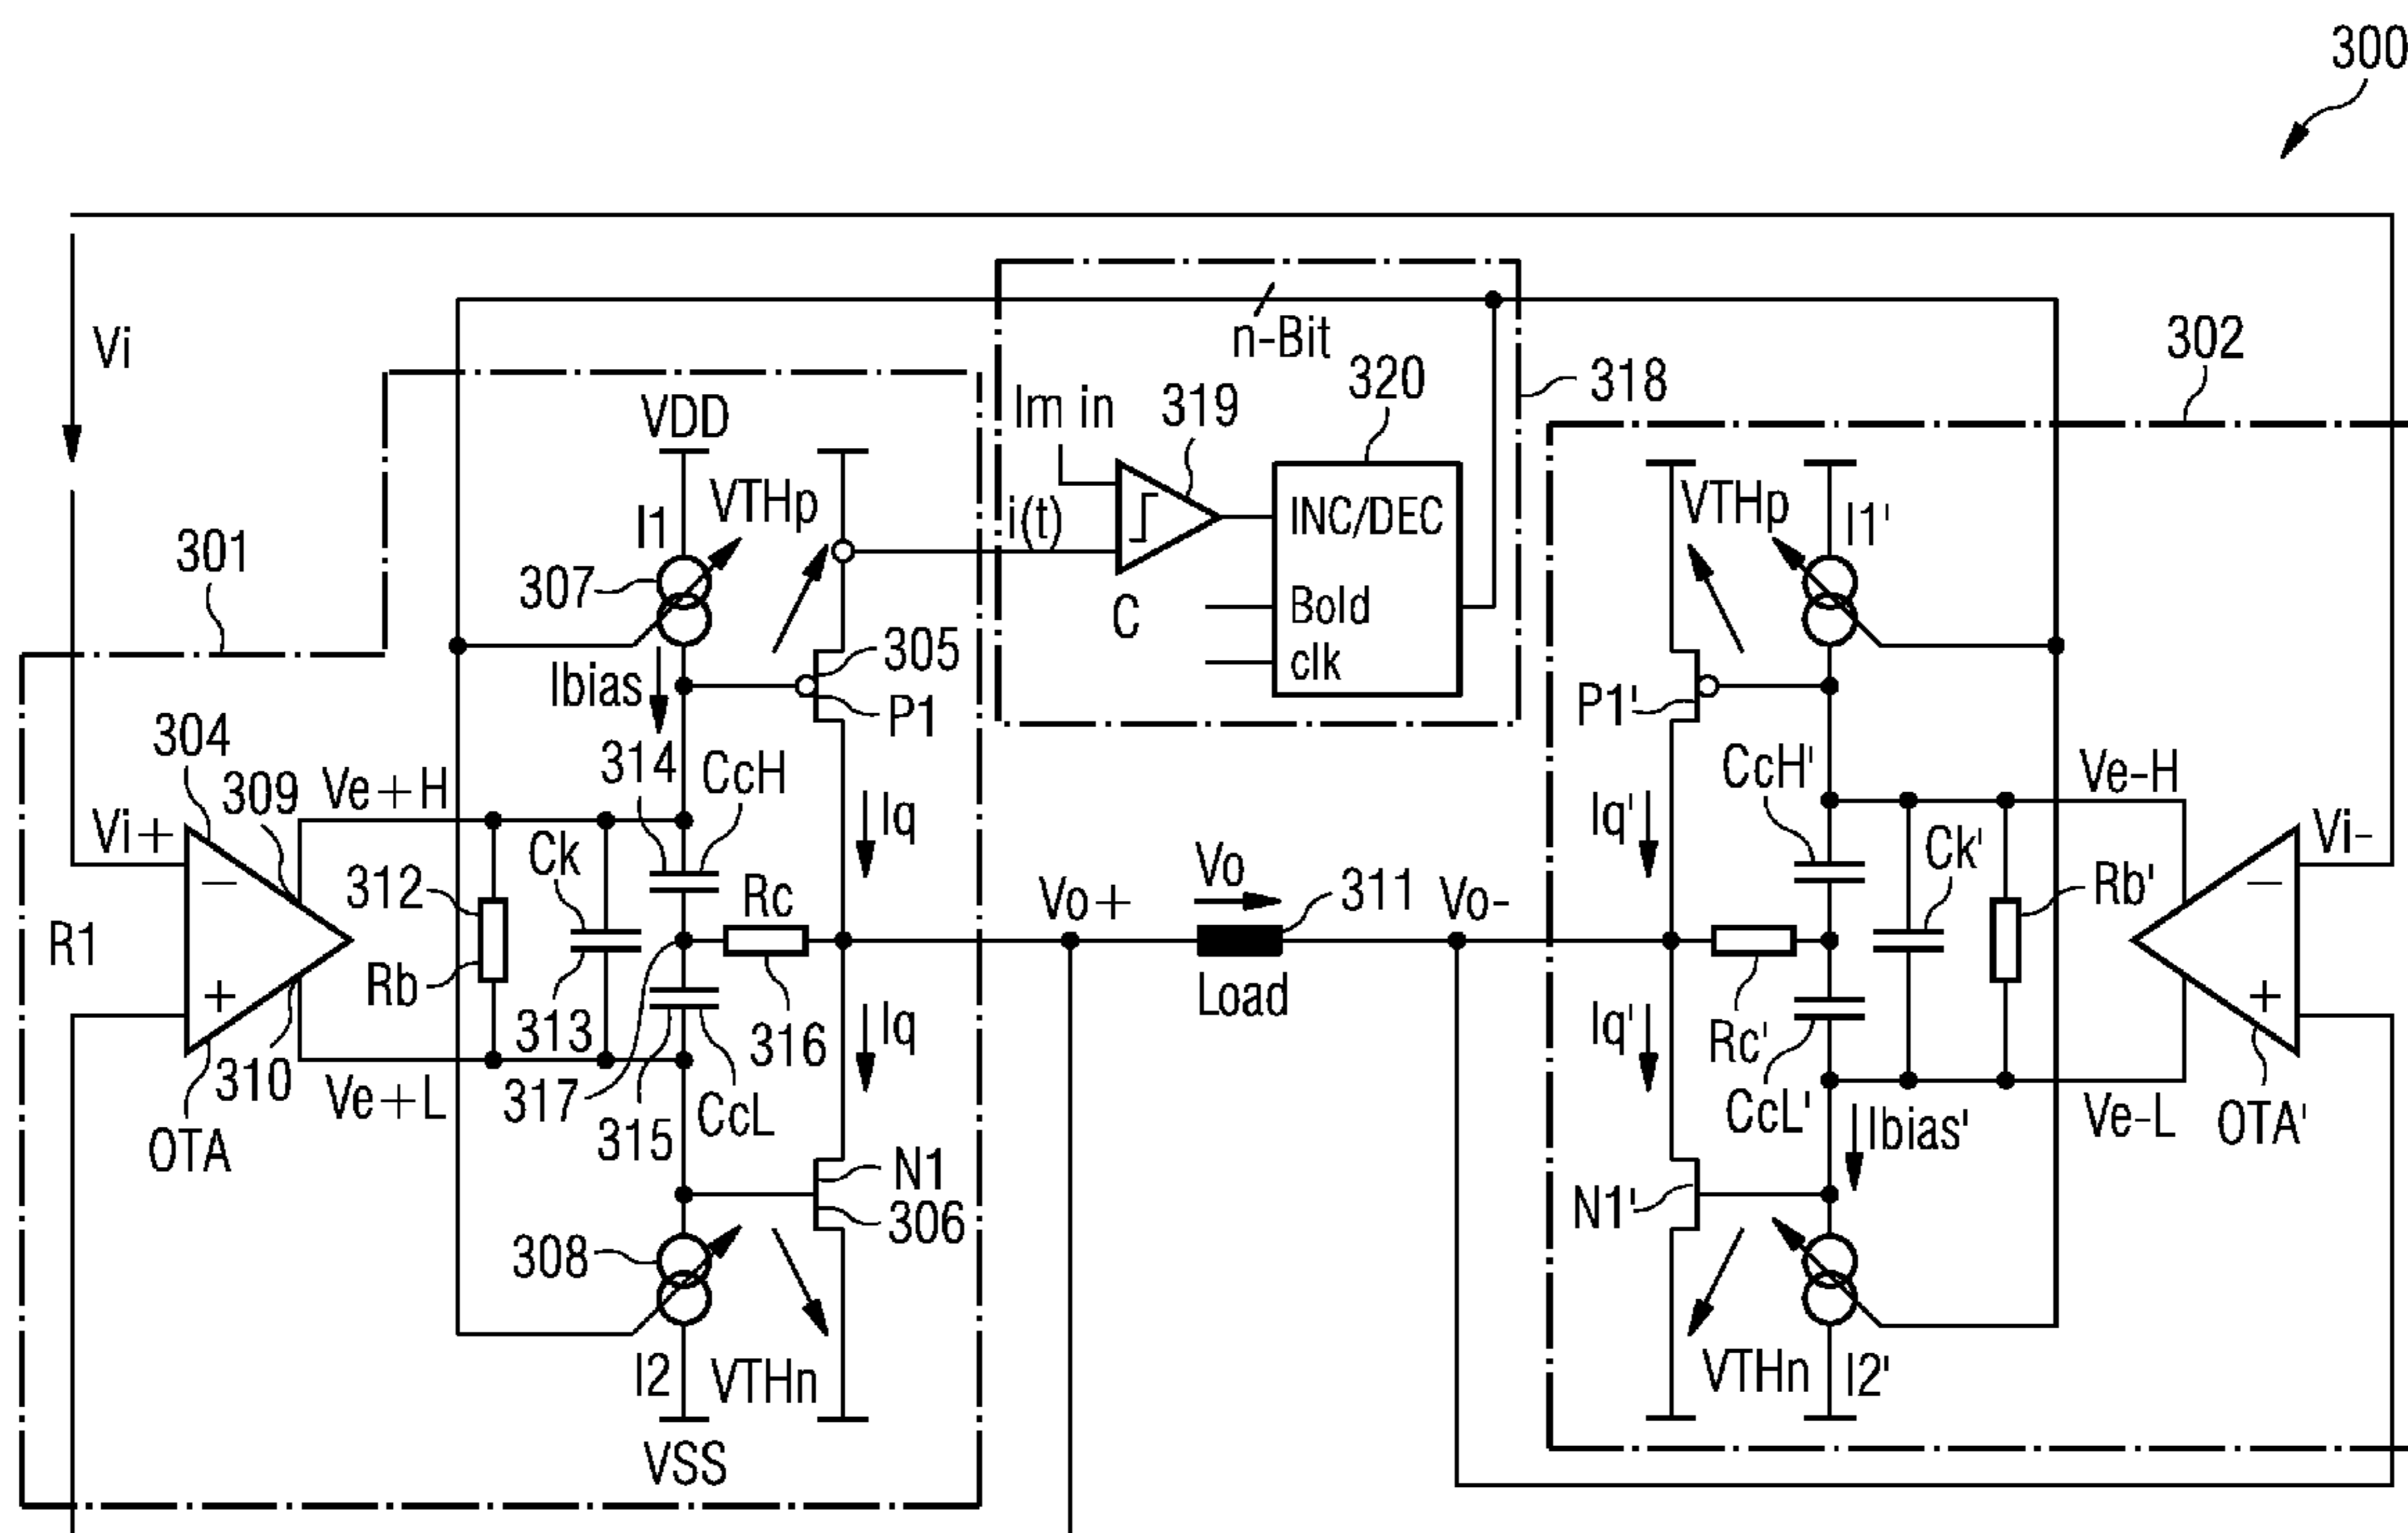 300
Vi
n-Bit
302
318
320
319
Im in
VDD
VTHp
i(t)
INC/DEC
Bold
clk
C
VTHp
I1'
I1
301
307
305
Ibias
P1
P1'
304
314
CcH
CcH'
309
Ve+H
Ve-H
Vi+
Ck
Iq
Iq'
Ck'
Vi-
312
Rc
Vo+
Vo
311
Vo-
Rb'
R1
Rb
Load
313
316
Iq
Iq'
Rc'
310
Ve+L
317
CcL
CcL'
Ibias'
Ve-L
OTA'
OTA
315
N1
306
N1'
308
I2
VTHn
VTHn
I2'
VSS